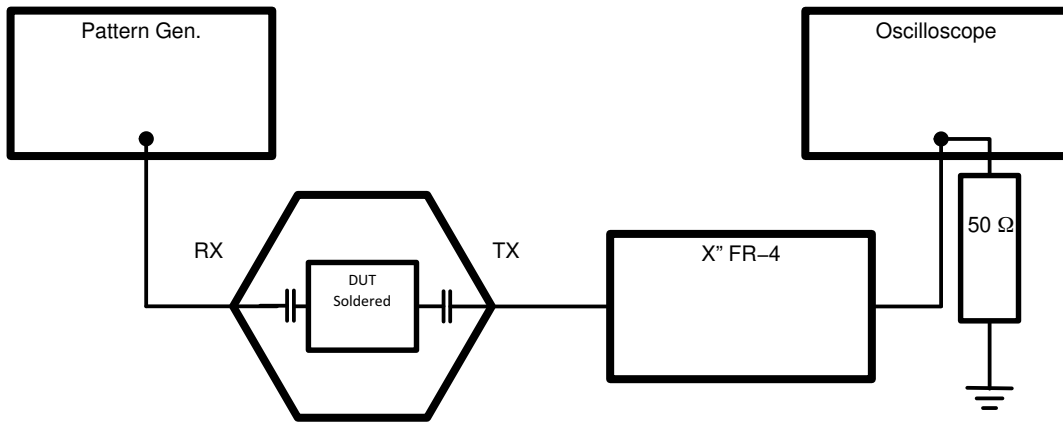 Pattern Gen.
Oscilloscope
RX
DUT
Soldered
TX
X” FR–4
50 Ω